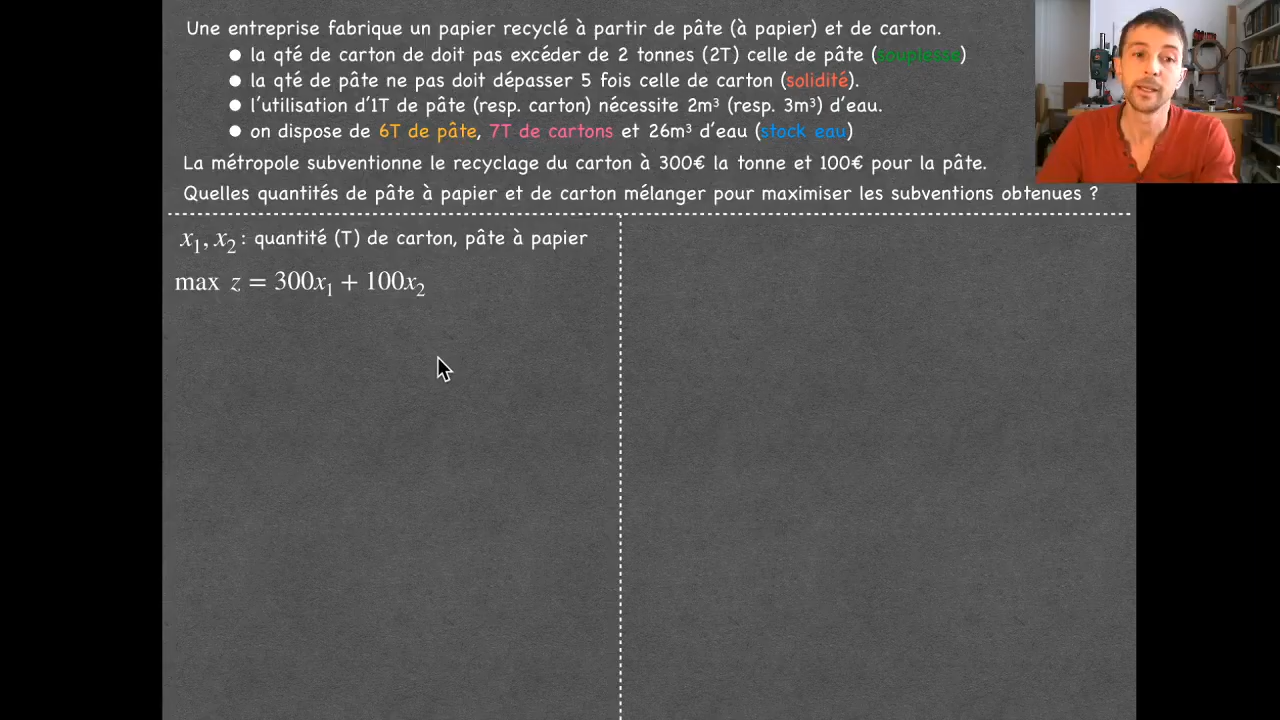 Une entreprise fabrique un papier recyclé à partir de pâte (à papier) et de carton.
● la qté de carton de doit pas excéder de 2 tonnes (2T) celle de pâte (souplesse)
● la qté de pâte ne pas doit dépasser 5 fois celle de carton (solidité).
● l'utilisation d'1T de pâte (resp. carton) nécessite 2m³ (resp. 3m³) d'eau.
● on dispose de 6T de pâte, 7T de cartons et 26m³ d'eau (stock eau)
La métropole subventionne le recyclage du carton à 300€ la tonne et 100€ pour la pâte.
Quelles quantités de pâte à papier et de carton mélanger pour maximiser les subventions obtenues ?
x₁, x₂ : quantité (T) de carton, pâte à papier
max z = 300x₁ + 100x₂